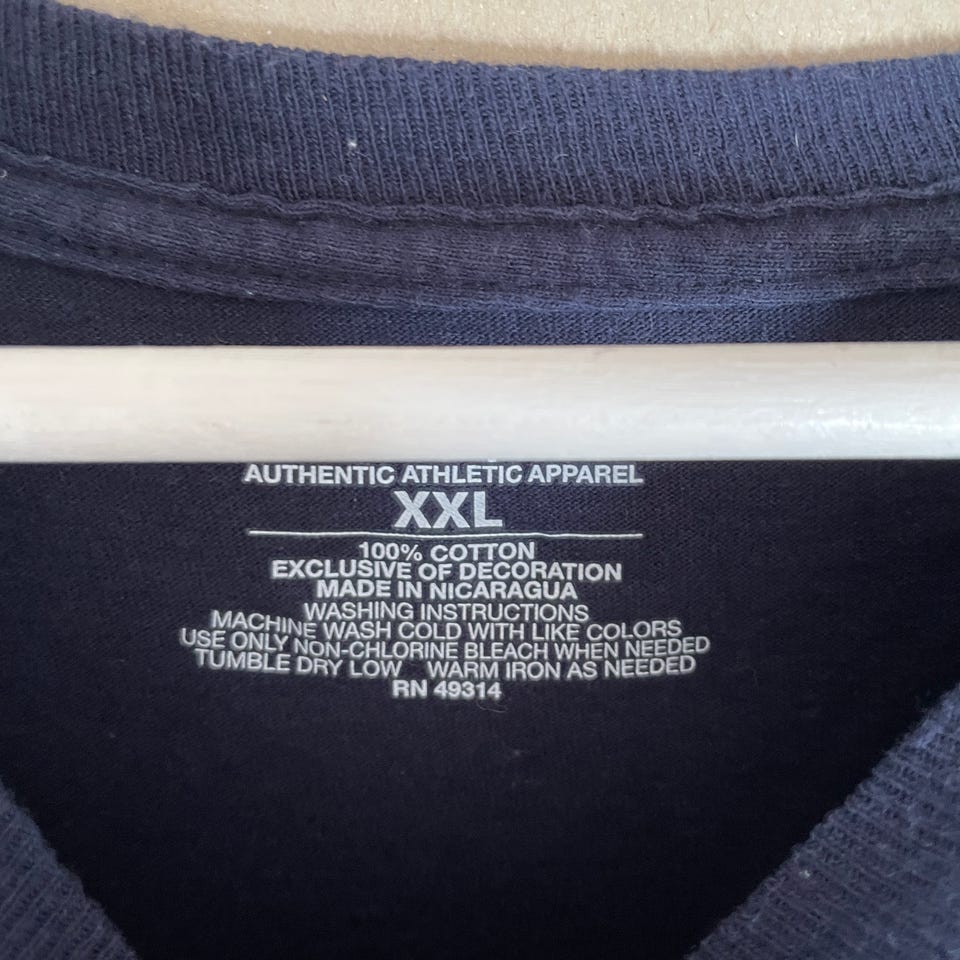 AUTHENTIC ATHLETIC APPAREL
XXL
100% COTTON
EXCLUSIVE OF DECORATION
MADE IN NICARAGUA
WASHING INSTRUCTIONS
MACHINE WASH COLD WITH LIKE COLORS
USE ONLY NON-CHLORINE BLEACH WHEN NEEDED
TUMBLE DRY LOW WARM IRON AS NEEDED
RN 49314